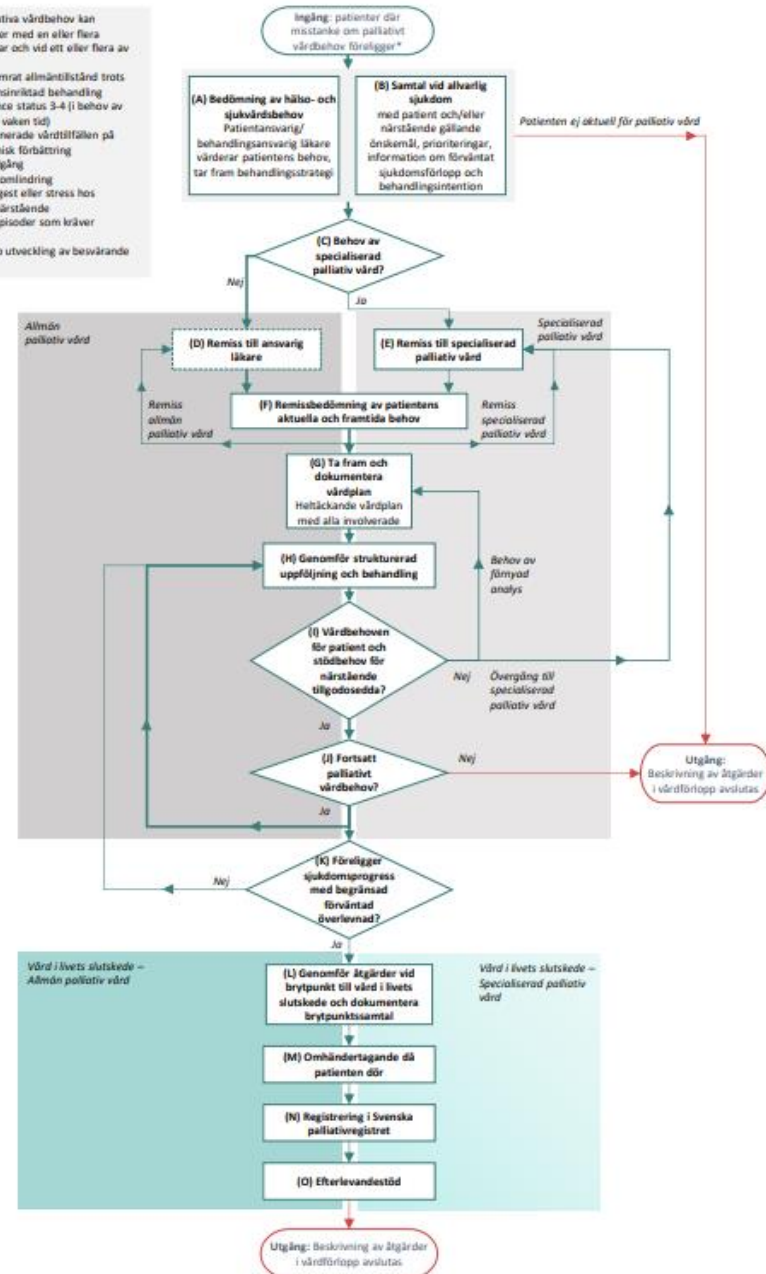 ativa vårdbehov kan
er med en eller flera
ar och vid ett eller flera av
mrat allmäntillstånd trots
nsinriktad behandling
nce status 3-4 (i behov av
vaken tid)
nerade vårdtillfällen på
nisk förbättring
gång
omlindring
gest eller stress hos
närstående
pisoder som kräver
o utveckling av besvärande
Ingång: patienter där
misstanke om palliativt
vårdbehov föreligger*
(A) Bedömning av hälso- och
sjukvårdsbehov
Patientansvarig/
behandlingsansvarig läkare
värderar patientens behov,
tar fram behandlingsstrategi
(B) Samtal vid allvarlig
sjukdom
med patient och/eller
närstående gällande
önskemål, prioriteringar,
information om förväntat
sjukdomsförlopp och
behandlingsintention
Patienten ej aktuell för palliativ vård
(C) Behov av
specialiserad
palliativ vård?
Nej
Ja
Allmän
palliativ vård
Specialiserad
palliativ vård
(D) Remiss till ansvarig
läkare
(E) Remiss till specialiserad
palliativ vård
(F) Remissbedömning av patientens
aktuella och framtida behov
Remiss
allmän
palliativ vård
Remiss
specialiserad
palliativ vård
(G) Ta fram och
dokumentera
vårdplan
Heltäckande vårdplan
med alla involverade
(H) Genomför strukturerad
uppföljning och behandling
Behov av
förnyad
analys
(I) Vårdbehoven
för patient och
stödbehov för
närstående
tillgodosedda?
Nej
Övergång till
specialiserad
palliativ vård
Ja
(J) Fortsatt
palliativt
vårdbehov?
Nej
Ja
Utgång:
Beskrivning av åtgärder
i vårdförlopp avslutas
(K) Föreligger
sjukdomsprogress
med begränsad
förväntad
överlevnad?
Nej
Ja
Vård i livets slutskede –
Allmän palliativ vård
Vård i livets slutskede –
Specialiserad palliativ
vård
(L) Genomför åtgärder vid
brytpunkt till vård i livets
slutskede och dokumentera
brytpunktssamtal
(M) Omhändertagande då
patienten dör
(N) Registrering i Svenska
palliativregistret
(O) Efterlevandestöd
Utgång: Beskrivning av åtgärder
i vårdförlopp avslutas